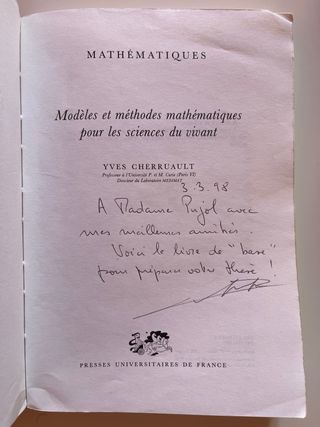 MATHÉMATIQUES
Modèles et méthodes mathématiques
pour les sciences du vivant
YVES CHERRUAULT
Professeur à l'Université P. et M. Curie (Paris VI)
Directeur du Laboratoire MEDIMAT
3.3.98
A Madame Pujol avec
mes meilleures amitiés.
Voici le livre de "base"
pour préparer votre thèse !
PRESSES UNIVERSITAIRES DE FRANCE